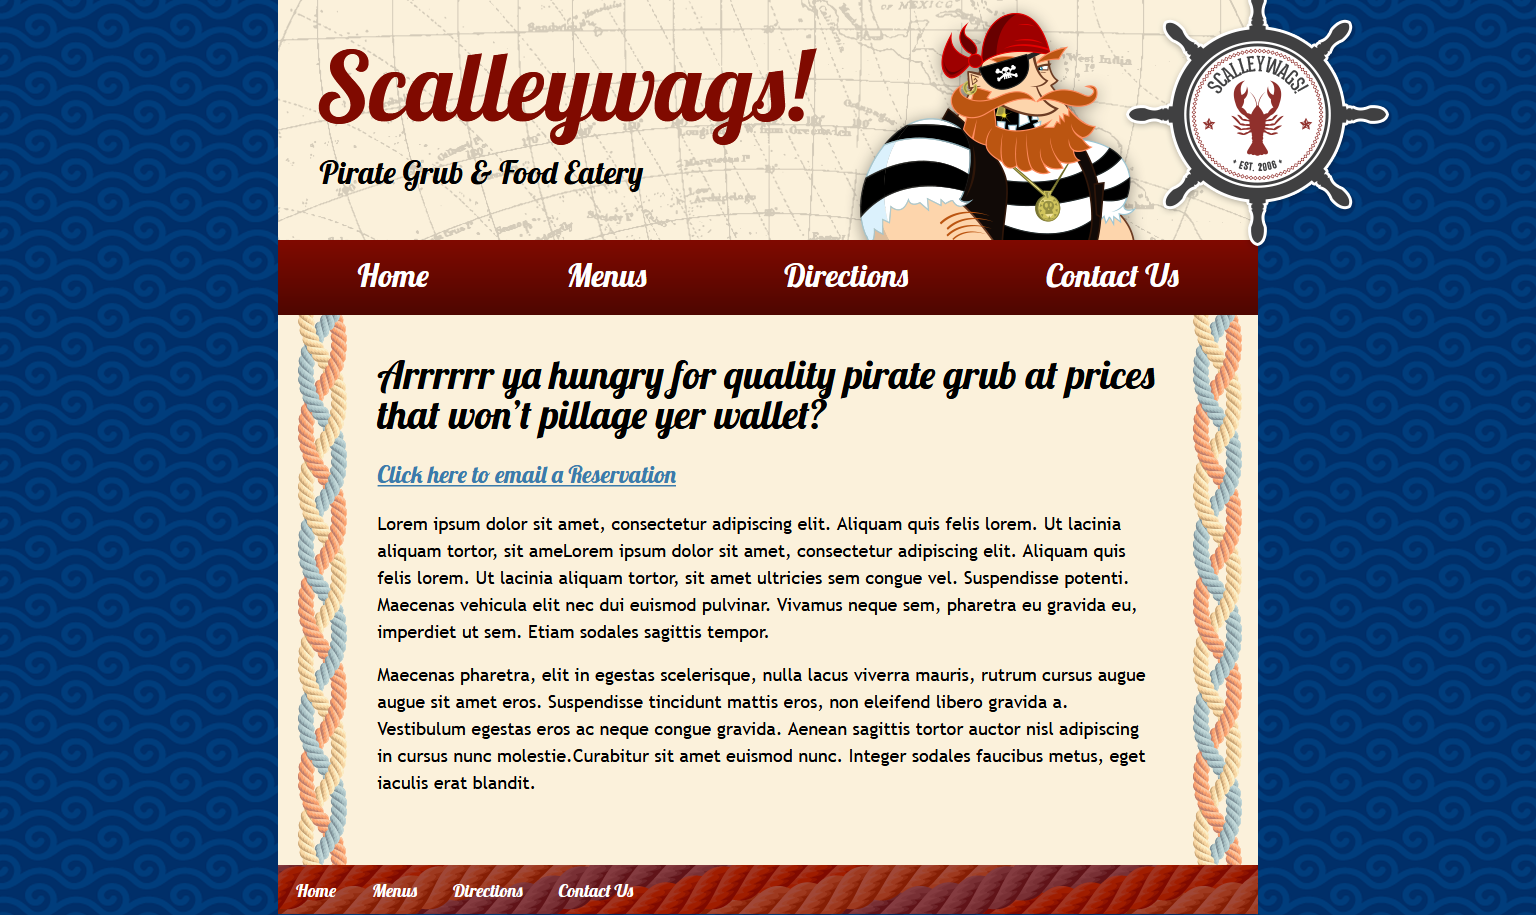 Scalleywags!
Pirate Grub & Food Eatery
SCALLEYWAGS!
• EST. 2006 •
Home
Menus
Directions
Contact Us
Arrrrrr ya hungry for quality pirate grub at prices
that won’t pillage yer wallet?
Click here to email a Reservation
Lorem ipsum dolor sit amet, consectetur adipiscing elit. Aliquam quis felis lorem. Ut lacinia
aliquam tortor, sit ameLorem ipsum dolor sit amet, consectetur adipiscing elit. Aliquam quis
felis lorem. Ut lacinia aliquam tortor, sit amet ultricies sem congue vel. Suspendisse potenti.
Maecenas vehicula elit nec dui euismod pulvinar. Vivamus neque sem, pharetra eu gravida eu,
imperdiet ut sem. Etiam sodales sagittis tempor.
Maecenas pharetra, elit in egestas scelerisque, nulla lacus viverra mauris, rutrum cursus augue
augue sit amet eros. Suspendisse tincidunt mattis eros, non eleifend libero gravida a.
Vestibulum egestas eros ac neque congue gravida. Aenean sagittis tortor auctor nisl adipiscing
in cursus nunc molestie.Curabitur sit amet euismod nunc. Integer sodales faucibus metus, eget
iaculis erat blandit.
Home
Menus
Directions
Contact Us